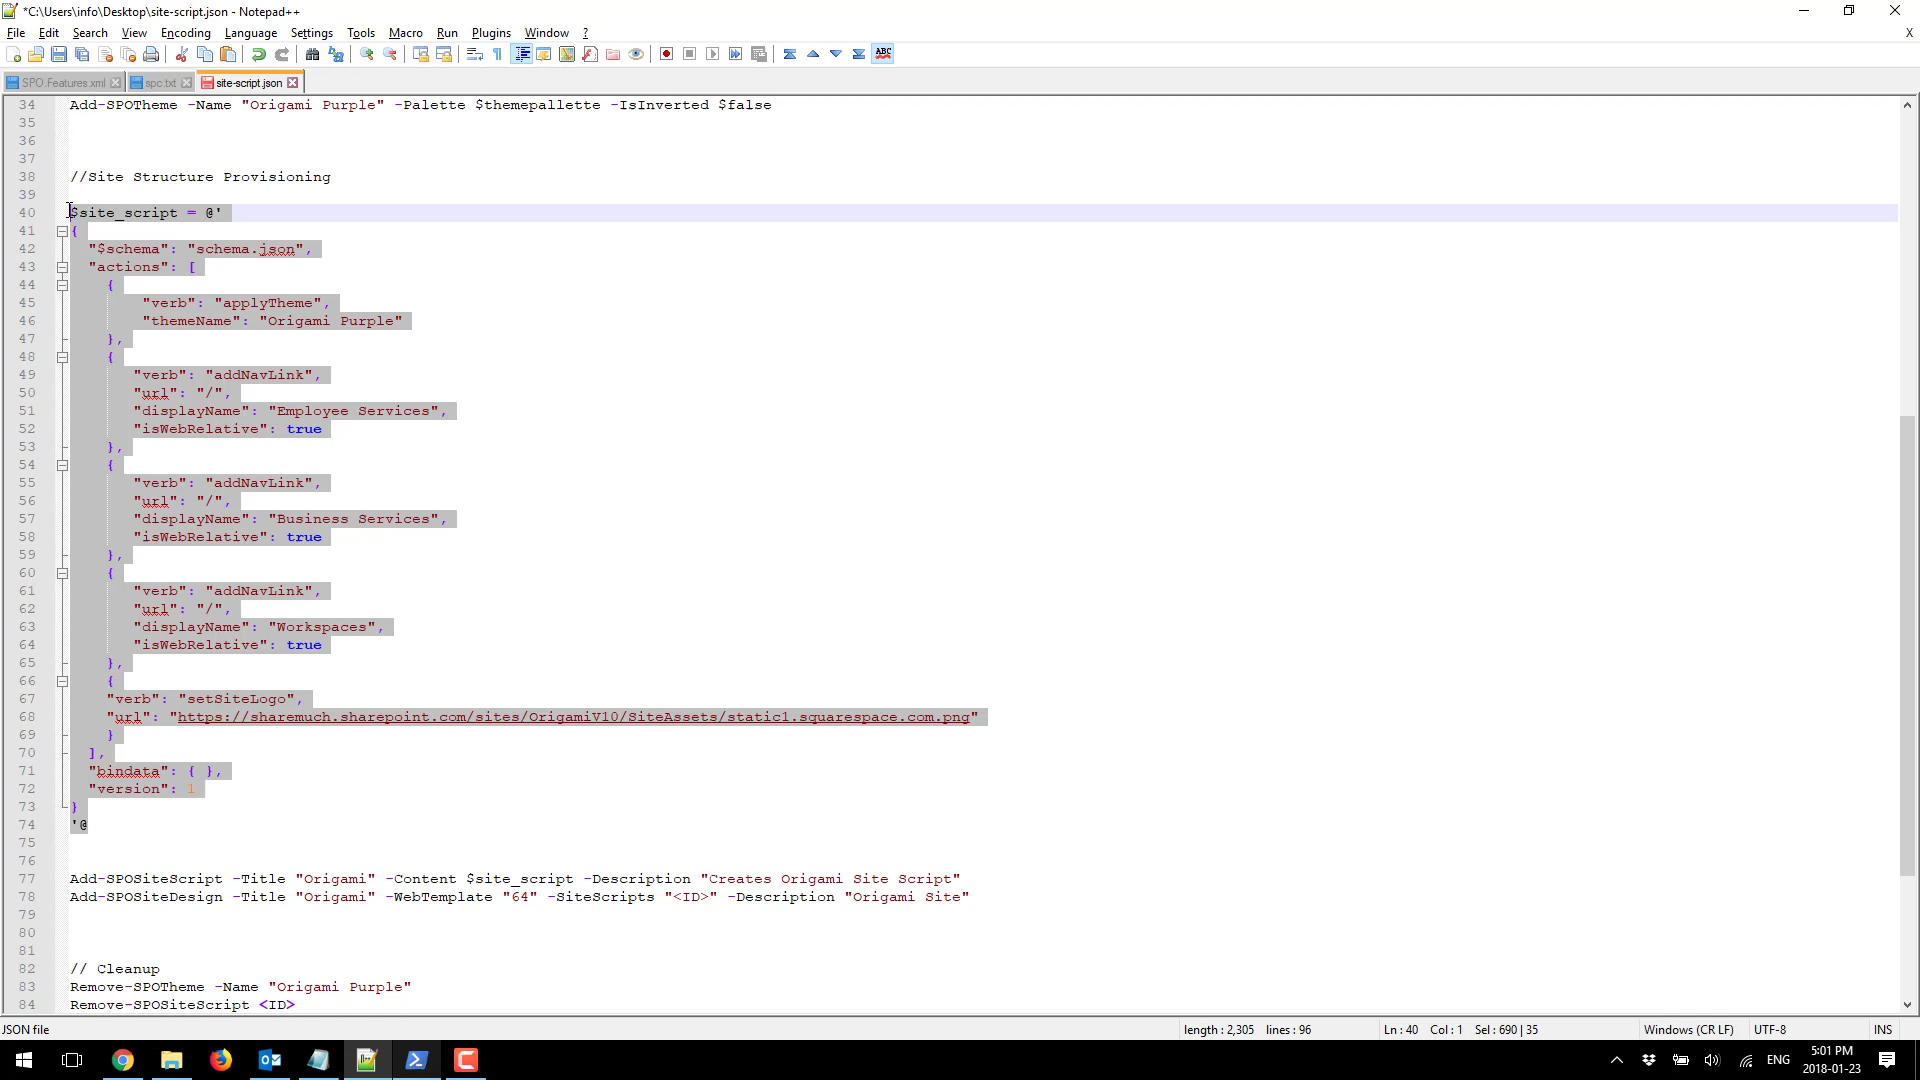 *C:\Users\info\Desktop\site-script.json - Notepad++
File Edit Search View Encoding Language Settings Tools Macro Run Plugins Window ? X
SPO.Features.xml spc.txt site-script.json
34 Add-SPOTheme -Name "Origami Purple" -Palette $themepallette -IsInverted $false
35
36
37
38 //Site Structure Provisioning
39
40 $site_script = @'
41 {
42 "$schema": "schema.json",
43 "actions": [
44 {
45 "verb": "applyTheme",
46 "themeName": "Origami Purple"
47 },
48 {
49 "verb": "addNavLink",
50 "url": "/",
51 "displayName": "Employee Services",
52 "isWebRelative": true
53 },
54 {
55 "verb": "addNavLink",
56 "url": "/",
57 "displayName": "Business Services",
58 "isWebRelative": true
59 },
60 {
61 "verb": "addNavLink",
62 "url": "/",
63 "displayName": "Workspaces",
64 "isWebRelative": true
65 },
66 {
67 "verb": "setSiteLogo",
68 "url": "https://sharemuch.sharepoint.com/sites/OrigamiV10/SiteAssets/static1.squarespace.com.png"
69 }
70 ],
71 "bindata": { },
72 "version": 1
73 }
74 '@
75
76
77 Add-SPOSiteScript -Title "Origami" -Content $site_script -Description "Creates Origami Site Script"
78 Add-SPOSiteDesign -Title "Origami" -WebTemplate "64" -SiteScripts "<ID>" -Description "Origami Site"
79
80
81
82 // Cleanup
83 Remove-SPOTheme -Name "Origami Purple"
84 Remove-SPOSiteScript <ID>
JSON file length : 2,305 lines : 96 Ln : 40 Col : 1 Sel : 690 | 35 Windows (CR LF) UTF-8 INS
ENG 5:01 PM
2018-01-23